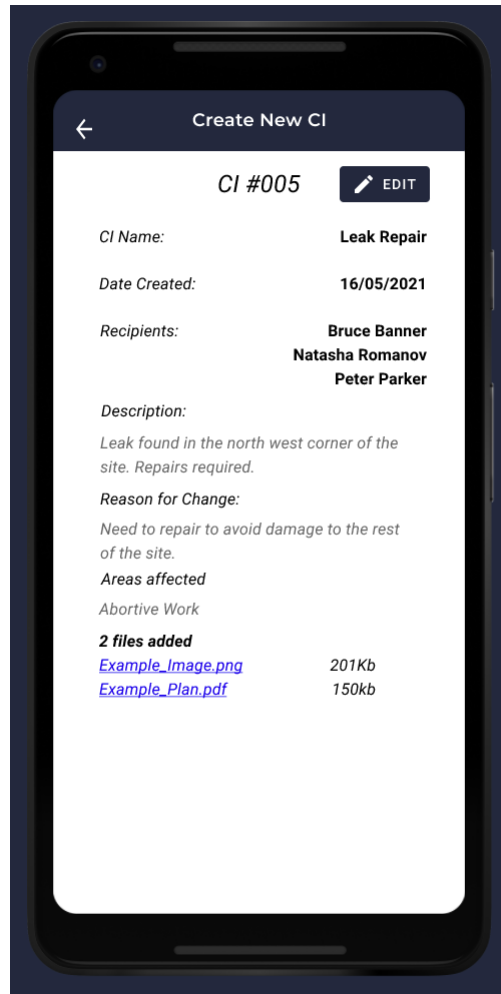 Create New CI
CI #005
EDIT
CI Name:
Leak Repair
Date Created:
16/05/2021
Recipients:
Bruce Banner
Natasha Romanov
Peter Parker
Description:
Leak found in the north west corner of the
site. Repairs required.
Reason for Change:
Need to repair to avoid damage to the rest
of the site.
Areas affected
Abortive Work
2 files added
Example_Image.png 201Kb
Example_Plan.pdf 150kb